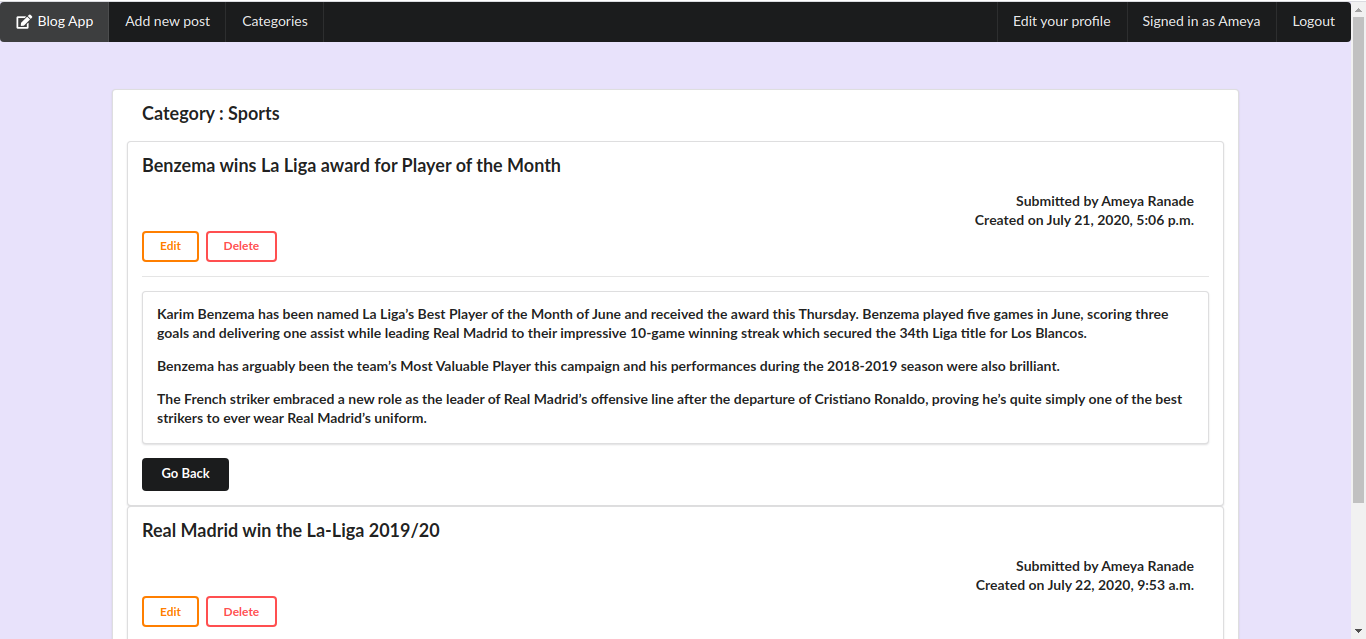 Blog App Add new post Categories Edit your profile Signed in as Ameya Logout
Category : Sports
Benzema wins La Liga award for Player of the Month
Submitted by Ameya Ranade
Created on July 21, 2020, 5:06 p.m.
Edit Delete
Karim Benzema has been named La Liga’s Best Player of the Month of June and received the award this Thursday. Benzema played five games in June, scoring three
goals and delivering one assist while leading Real Madrid to their impressive 10-game winning streak which secured the 34th Liga title for Los Blancos.
Benzema has arguably been the team’s Most Valuable Player this campaign and his performances during the 2018-2019 season were also brilliant.
The French striker embraced a new role as the leader of Real Madrid’s offensive line after the departure of Cristiano Ronaldo, proving he’s quite simply one of the best
strikers to ever wear Real Madrid’s uniform.
Go Back
Real Madrid win the La-Liga 2019/20
Submitted by Ameya Ranade
Created on July 22, 2020, 9:53 a.m.
Edit Delete